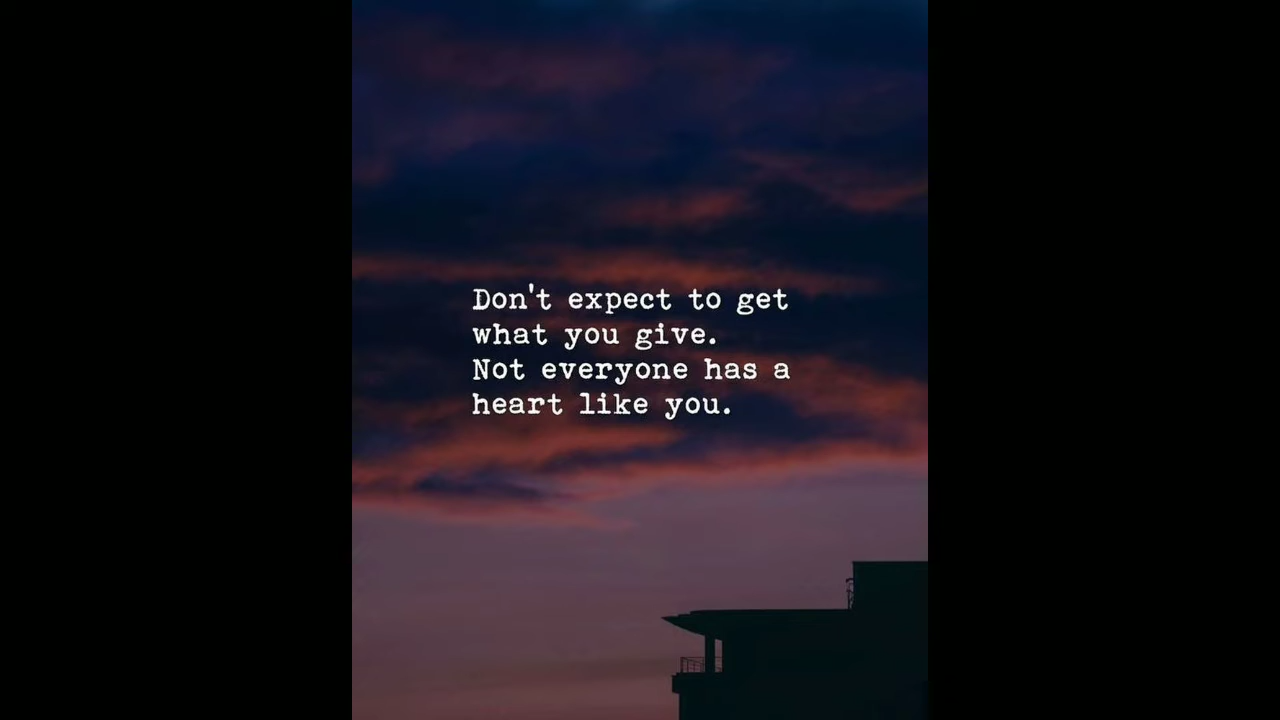 Don't expect to get
what you give.
Not everyone has a
heart like you.